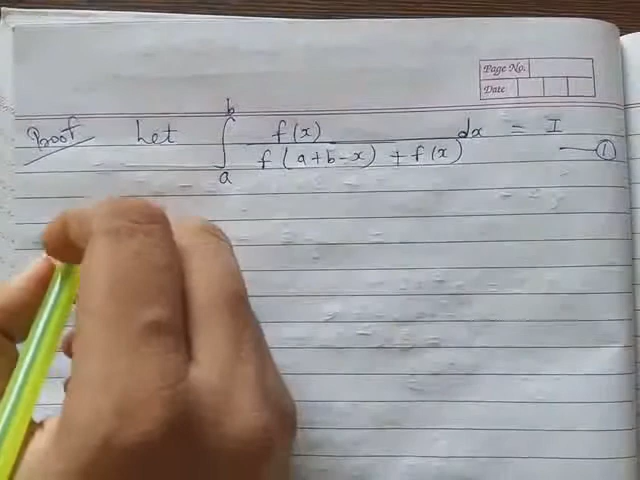 Page No.
Date
Proof Let ∫_a^b f(x) / (f(a+b-x) + f(x)) dx = I —①